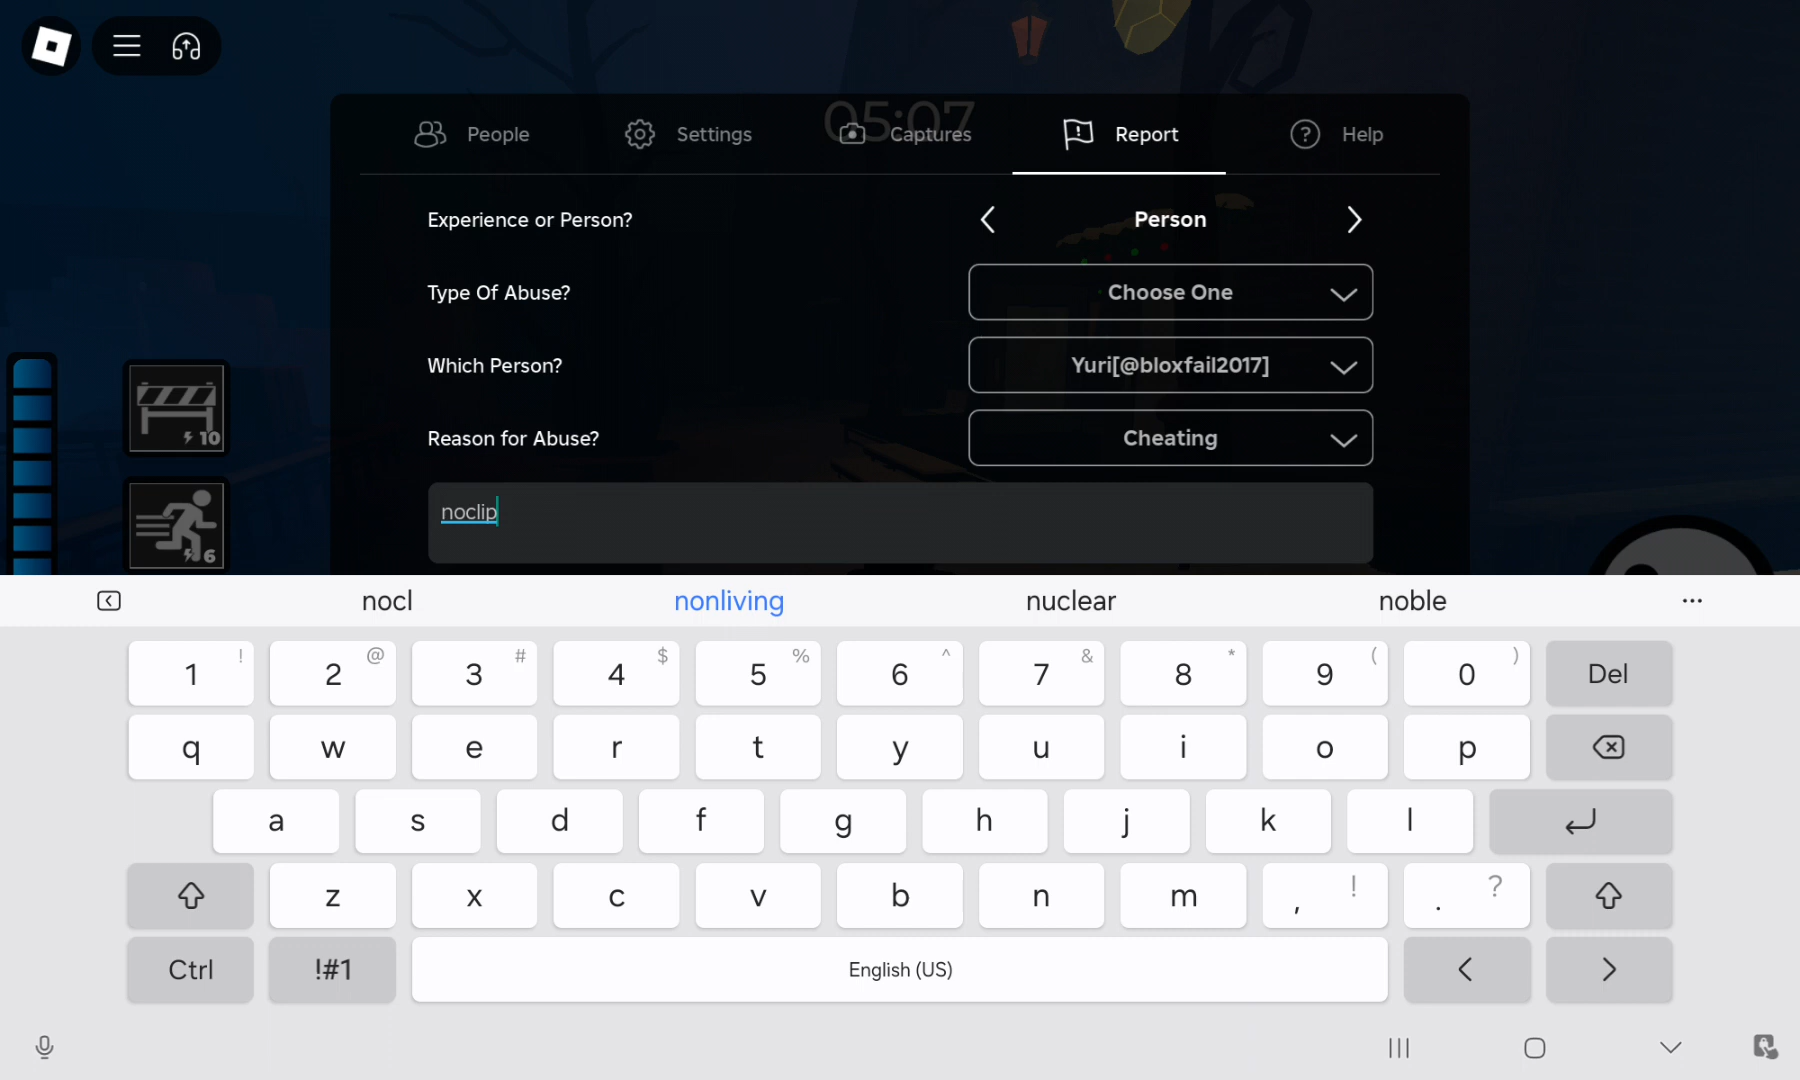 05:07
People Settings Captures Report Help
Experience or Person? Person
Type Of Abuse? Choose One
Which Person? Yuri[@bloxfail2017]
Reason for Abuse? Cheating
10
noclip
6
nocl nonliving nuclear noble ...
1 ! 2 @ 3 # 4 $ 5 % 6 ^ 7 & 8 * 9 ( 0 ) Del
q w e r t y u i o p
a s d f g h j k l
z x c v b n m , ! . ?
Ctrl !#1 English (US) < >